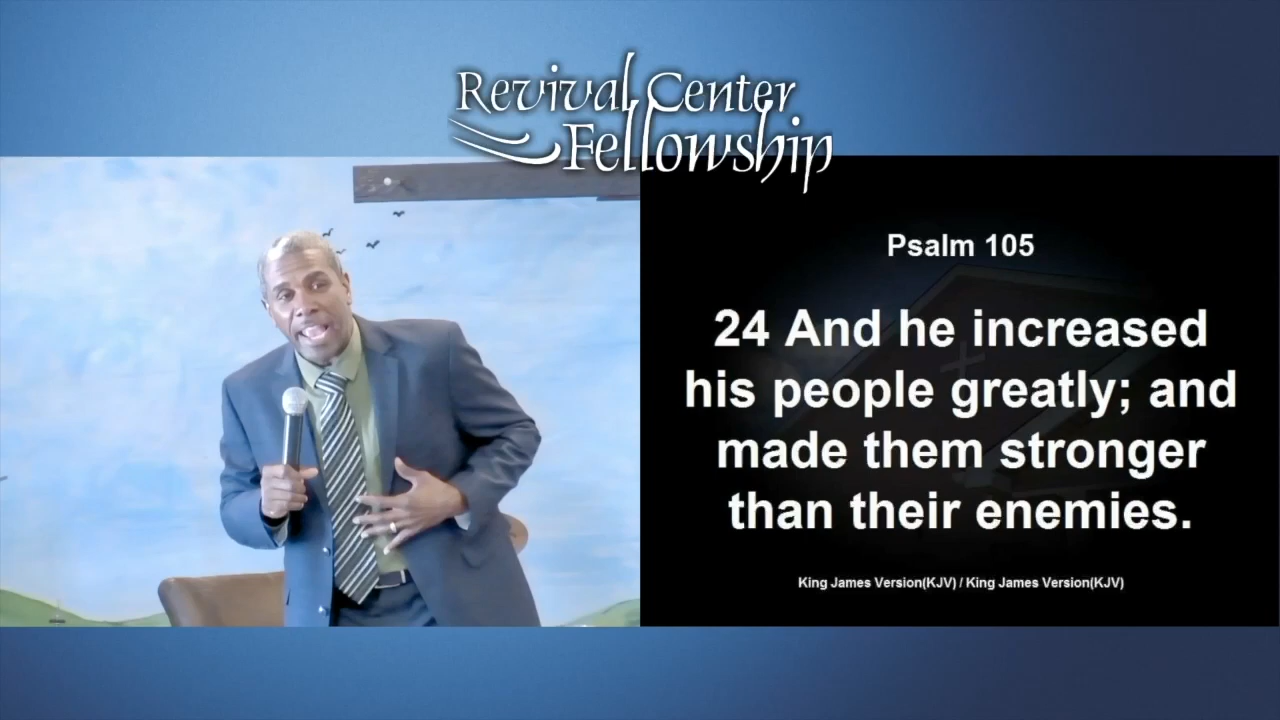 Revival Center
Fellowship
Psalm 105
24 And he increased
his people greatly; and
made them stronger
than their enemies.
King James Version(KJV) / King James Version(KJV)